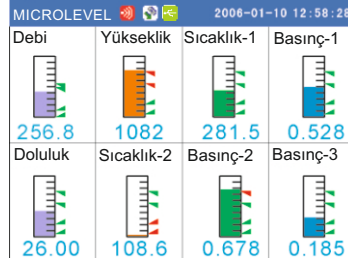 MICROLEVEL 2006-01-10 12:58:28
Debi Yükseklik Sıcaklık-1 Basınç-1
256.8 1082 281.5 0.528
Doluluk Sıcaklık-2 Basınç-2 Basınç-3
26.00 108.6 0.678 0.185